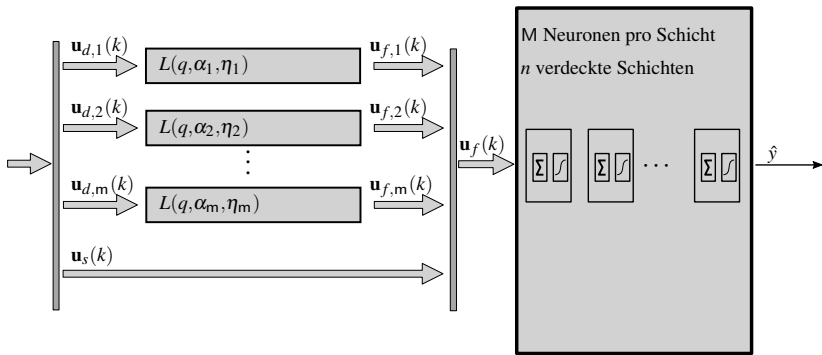 𝐮_{d,1}(k)
L(q,α_1,η_1)
𝐮_{f,1}(k)
𝐮_{d,2}(k)
L(q,α_2,η_2)
𝐮_{f,2}(k)
⋮
𝐮_{d,m}(k)
L(q,α_m,η_m)
𝐮_{f,m}(k)
𝐮_s(k)
𝐮_f(k)
M Neuronen pro Schicht
n verdeckte Schichten
Σ Σ ··· Σ
ŷ